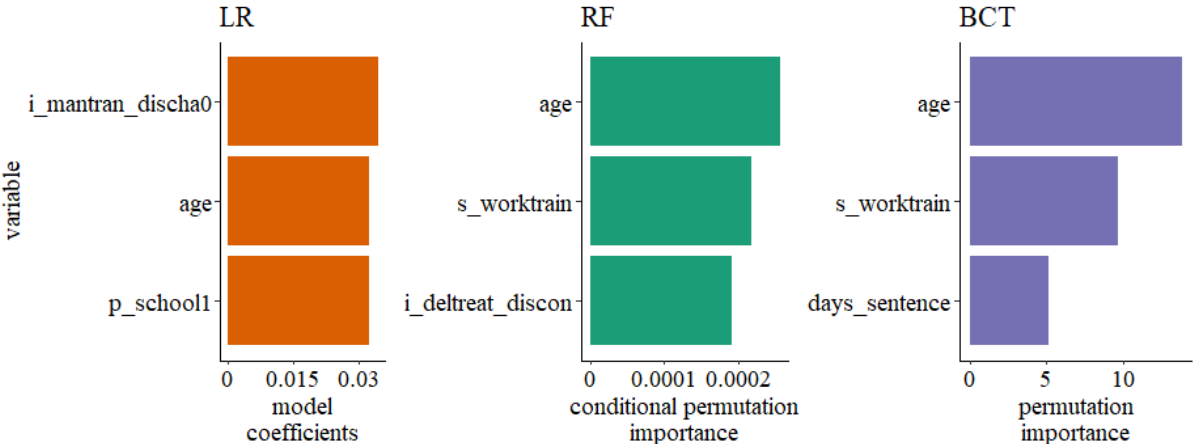 LR
variable
i_mantran_discha0
age
p_school1
0 0.015 0.03
model
coefficients
RF
age
s_worktrain
i_deltreat_discon
0 0.0001 0.0002
conditional permutation
importance
BCT
age
s_worktrain
days_sentence
0 5 10
permutation
importance